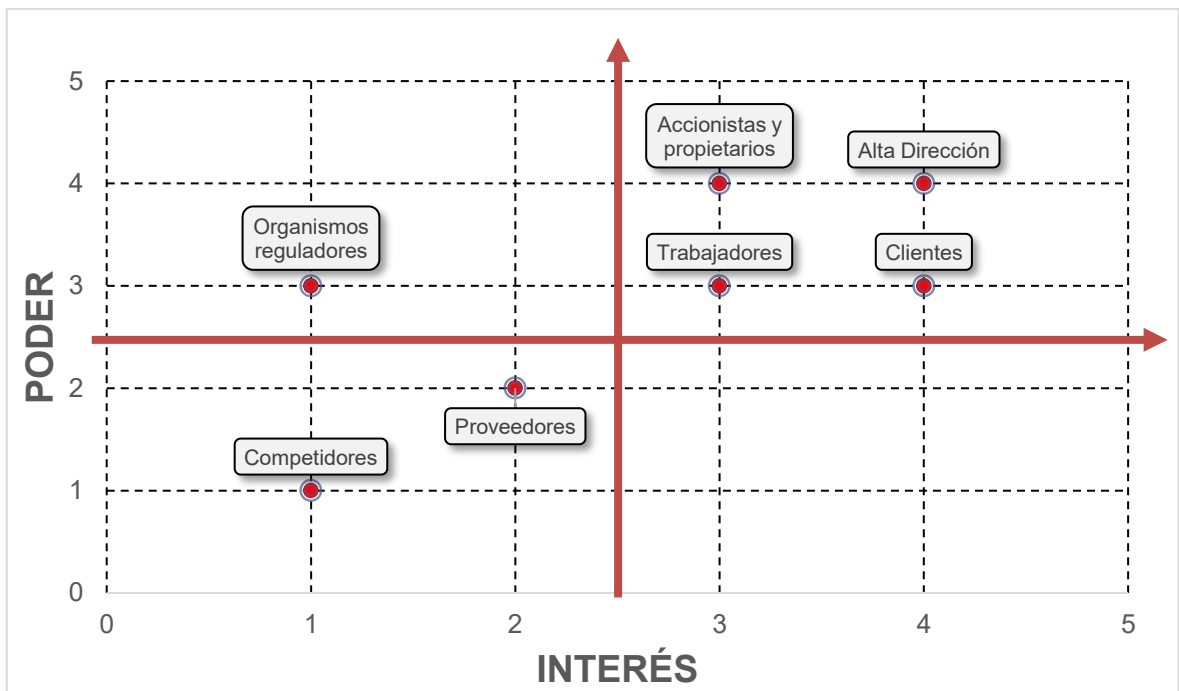 5
Accionistas y
propietarios
Alta Dirección
4
Organismos
reguladores
Trabajadores
Clientes
3
PODER
2
Proveedores
Competidores
1
0
0 1 2 3 4 5
INTERÉS